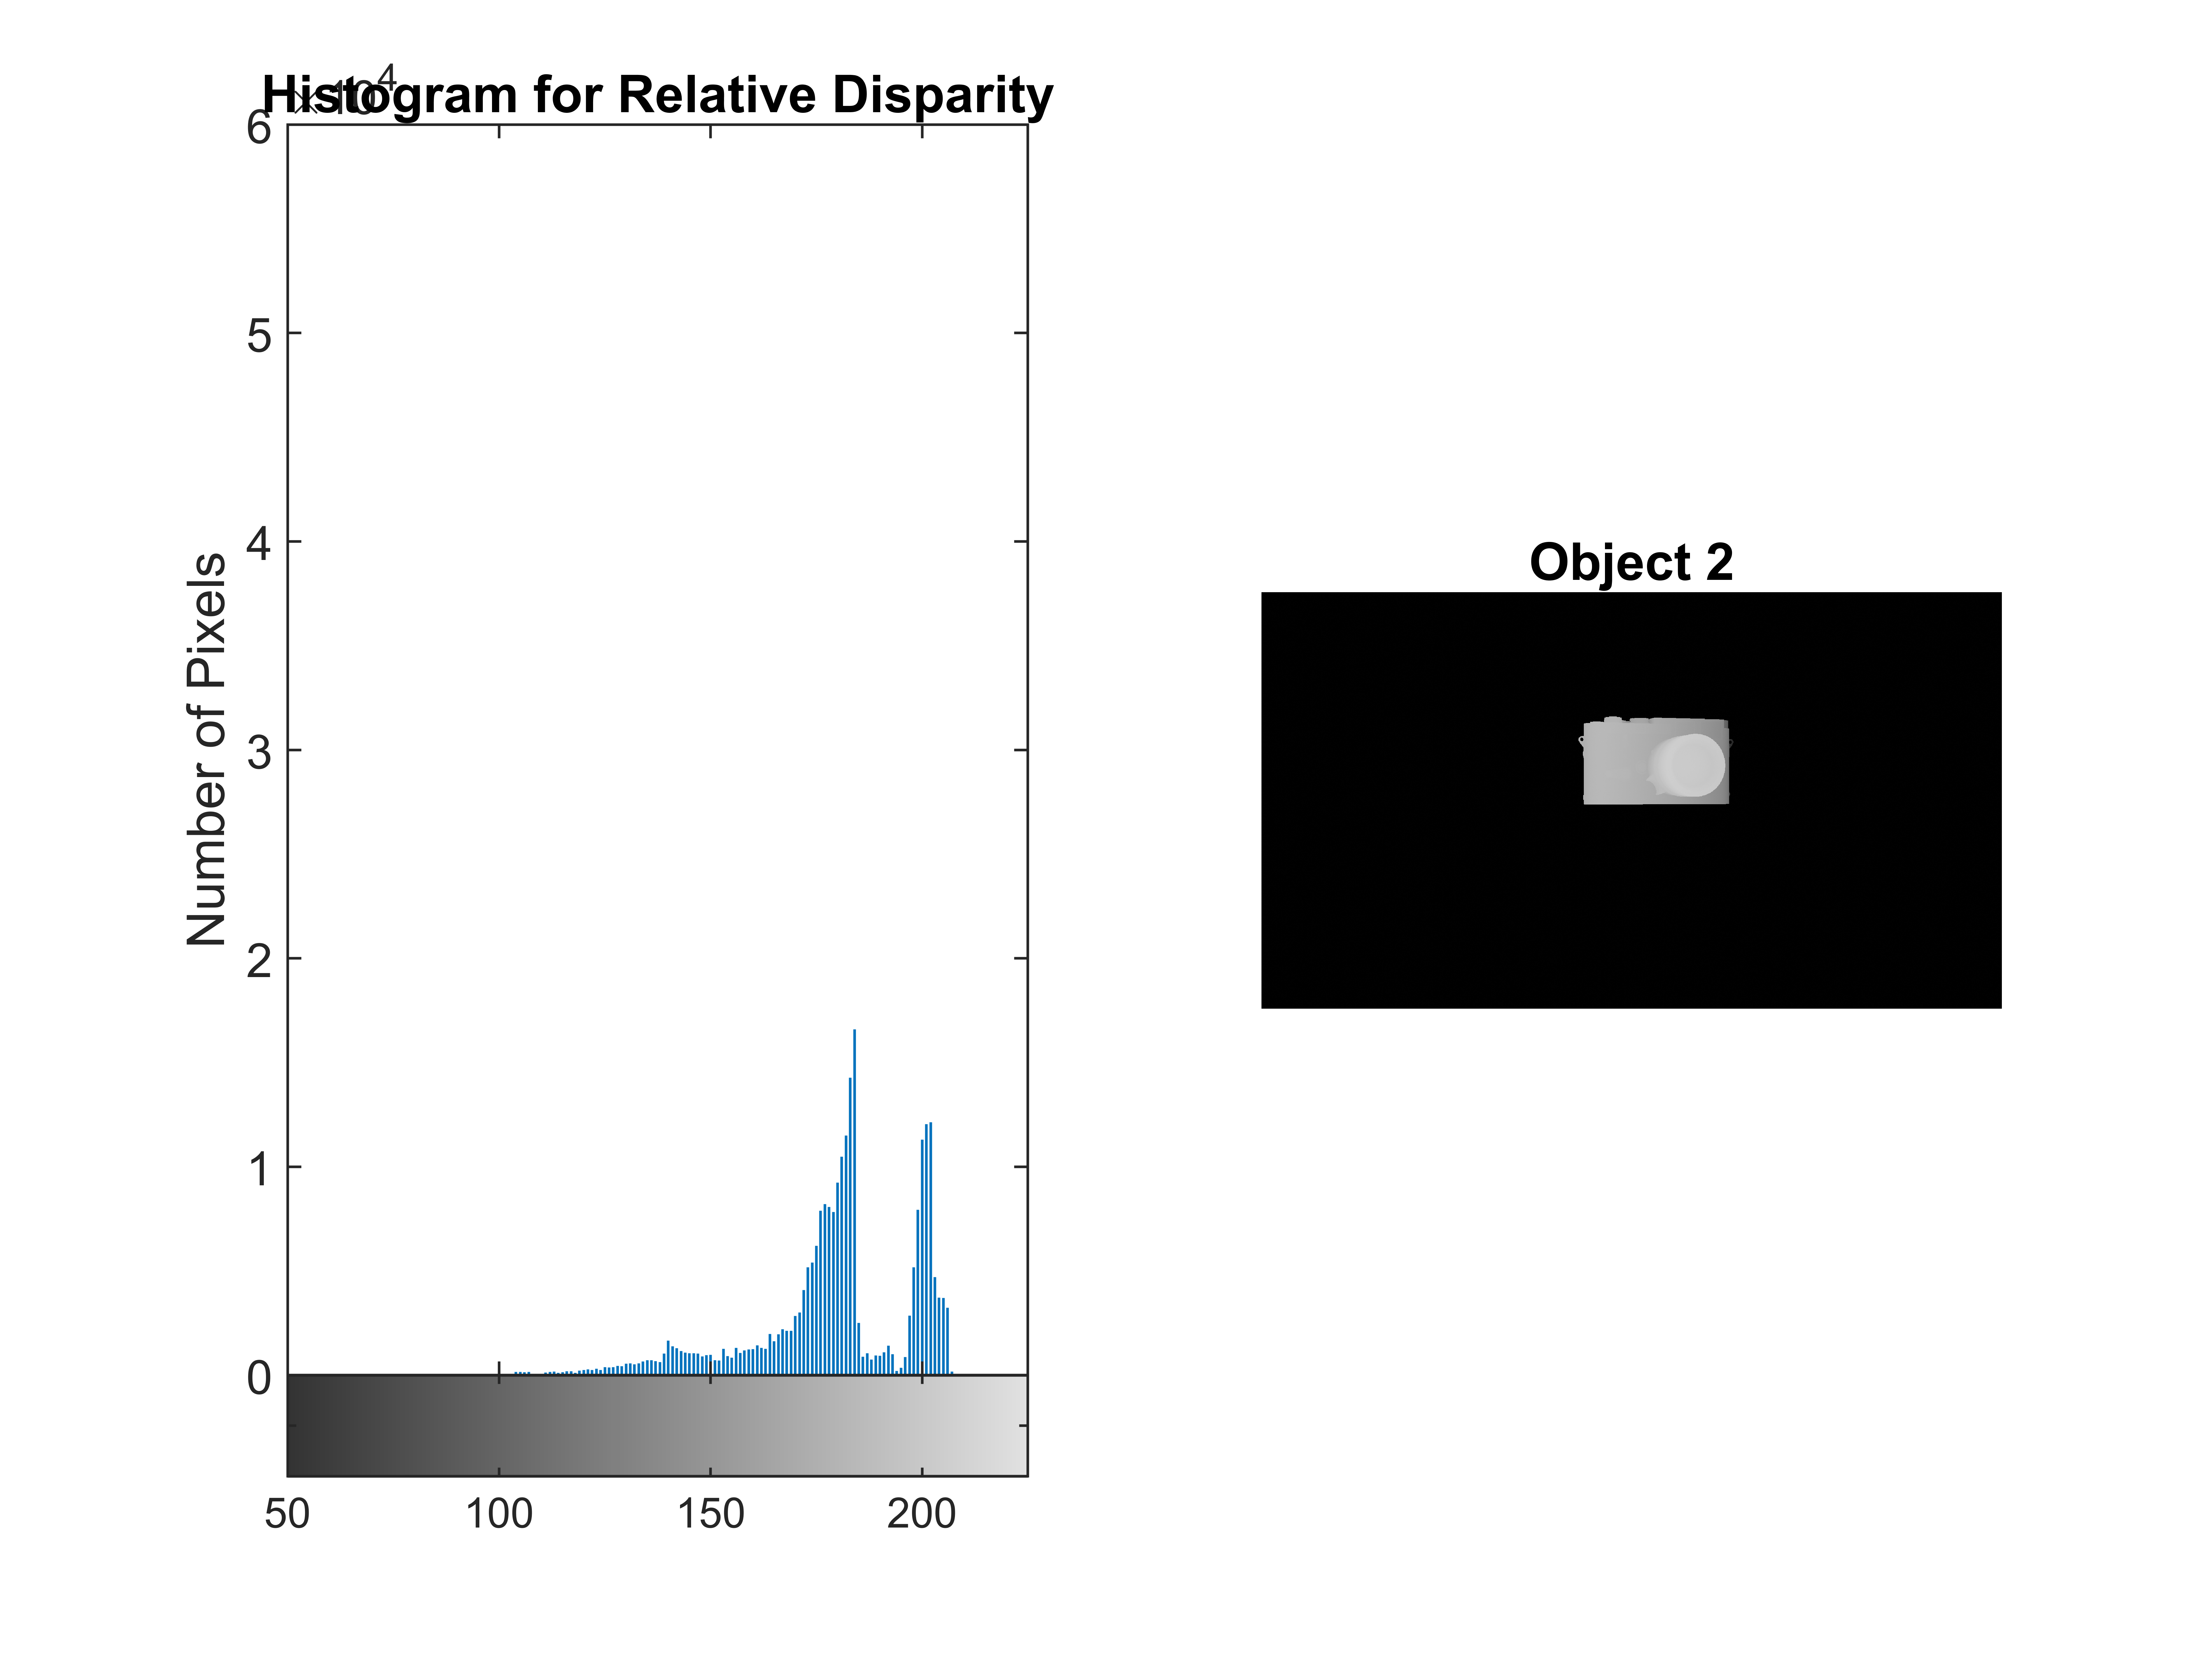 ×10⁴
Histogram for Relative Disparity
6
5
4
3
2
1
0
Number of Pixels
50 100 150 200
Object 2